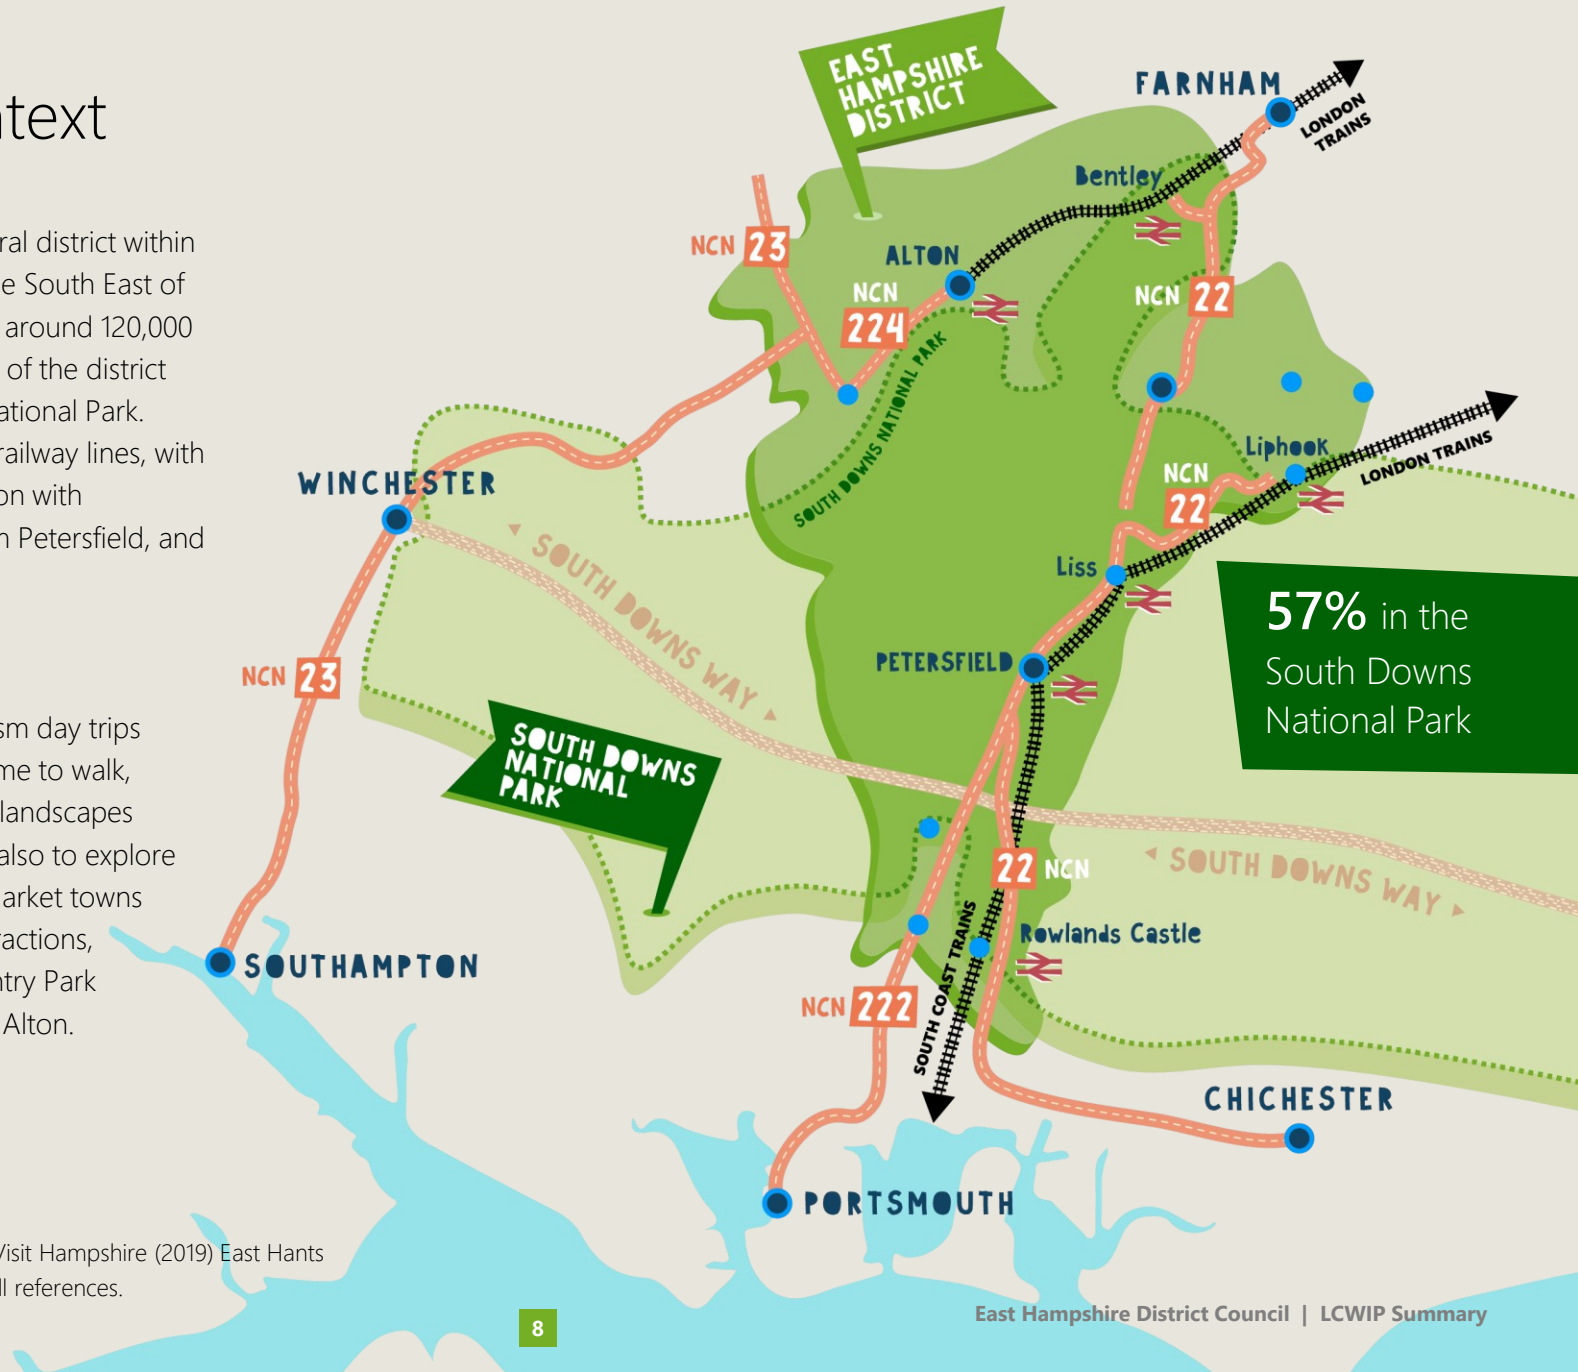 ntext
ral district within
e South East of
around 120,000
of the district
ational Park.
railway lines, with
on with
n Petersfield, and
sm day trips
me to walk,
landscapes
also to explore
arket towns
ractions,
ntry Park
Alton.
Visit Hampshire (2019) East Hants
ll references.
EAST
HAMPSHIRE
DISTRICT
FARNHAM
LONDON
TRAINS
Bentley
NCN 23
ALTON
NCN
224
NCN 22
SOUTH DOWNS NATIONAL PARK
Liphook
LONDON TRAINS
WINCHESTER
NCN
22
SOUTH DOWNS WAY
Liss
57% in the
South Downs
National Park
PETERSFIELD
NCN 23
SOUTH DOWNS
NATIONAL
PARK
22 NCN
SOUTH DOWNS WAY
Rowlands Castle
SOUTHAMPTON
NCN 222
SOUTH COAST TRAINS
CHICHESTER
PORTSMOUTH
8
East Hampshire District Council | LCWIP Summary